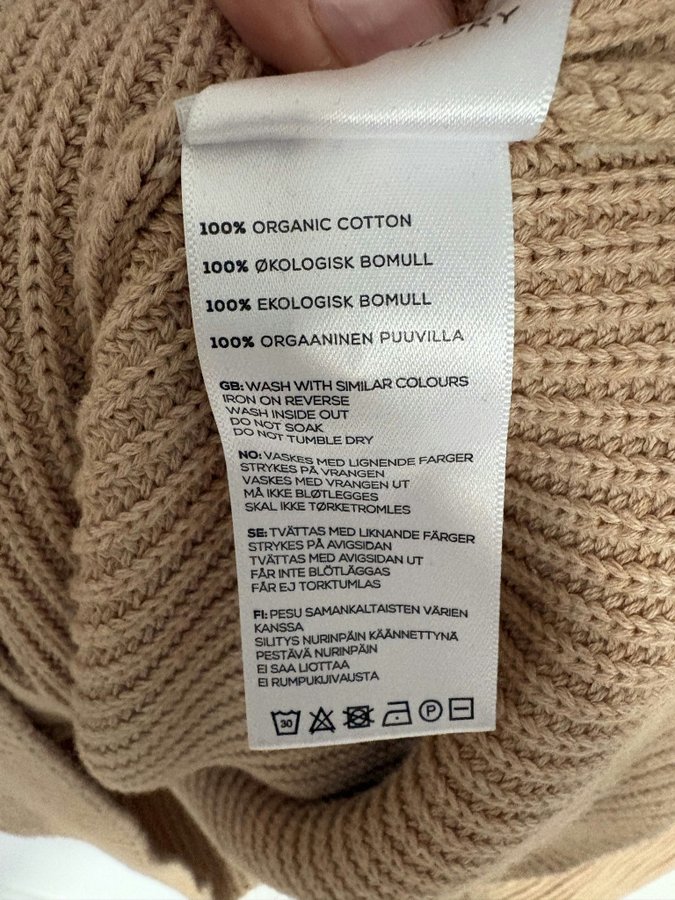 100% ORGANIC COTTON
100% ØKOLOGISK BOMULL
100% EKOLOGISK BOMULL
100% ORGAANINEN PUUVILLA
GB: WASH WITH SIMILAR COLOURS
IRON ON REVERSE
WASH INSIDE OUT
DO NOT SOAK
DO NOT TUMBLE DRY
NO: VASKES MED LIGNENDE FARGER
STRYKES PÅ VRANGEN
VASKES MED VRANGEN UT
MÅ IKKE BLØTLEGGES
SKAL IKKE TØRKETROMLES
SE: TVÄTTAS MED LIKNANDE FÄRGER
STRYKES PÅ AVIGSIDAN
TVÄTTAS MED AVIGSIDAN UT
FÅR INTE BLÖTLÄGGAS
FÅR EJ TORKTUMLAS
FI: PESU SAMANKALTAISTEN VÄRIEN
KANSSA
SILITYS NURINPÄIN KÄÄNNETTYNÄ
PESTÄVÄ NURINPÄIN
EI SAA LIOTTAA
EI RUMPUKUIVAUSTA
30 P